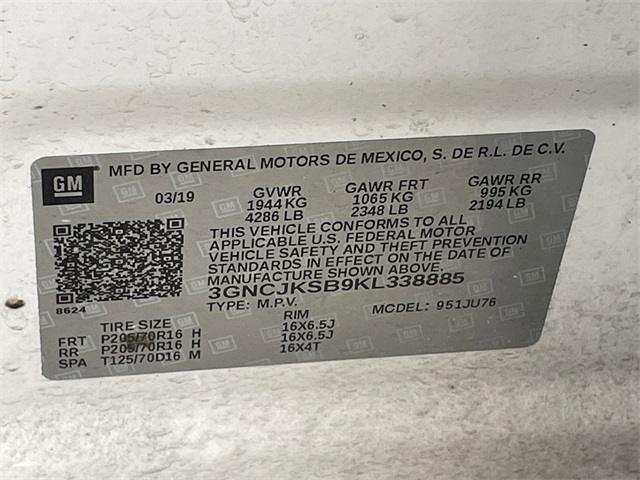 GM MFD BY GENERAL MOTORS DE MEXICO, S. DE R.L. DE C.V.
03/19 GVWR GAWR FRT GAWR RR
1944 KG 1065 KG 995 KG
4286 LB 2348 LB 2194 LB
THIS VEHICLE CONFORMS TO ALL
APPLICABLE U.S. FEDERAL MOTOR
VEHICLE SAFETY AND THEFT PREVENTION
STANDARDS IN EFFECT ON THE DATE OF
MANUFACTURE SHOWN ABOVE.
3GNCJKSB9KL338885
8624 TYPE: M.P.V. MODEL: 951JU76
TIRE SIZE RIM
FRT P205/70R16 H 16X6.5J
RR P205/70R16 H 16X6.5J
SPA T125/70D16 M 16X4T